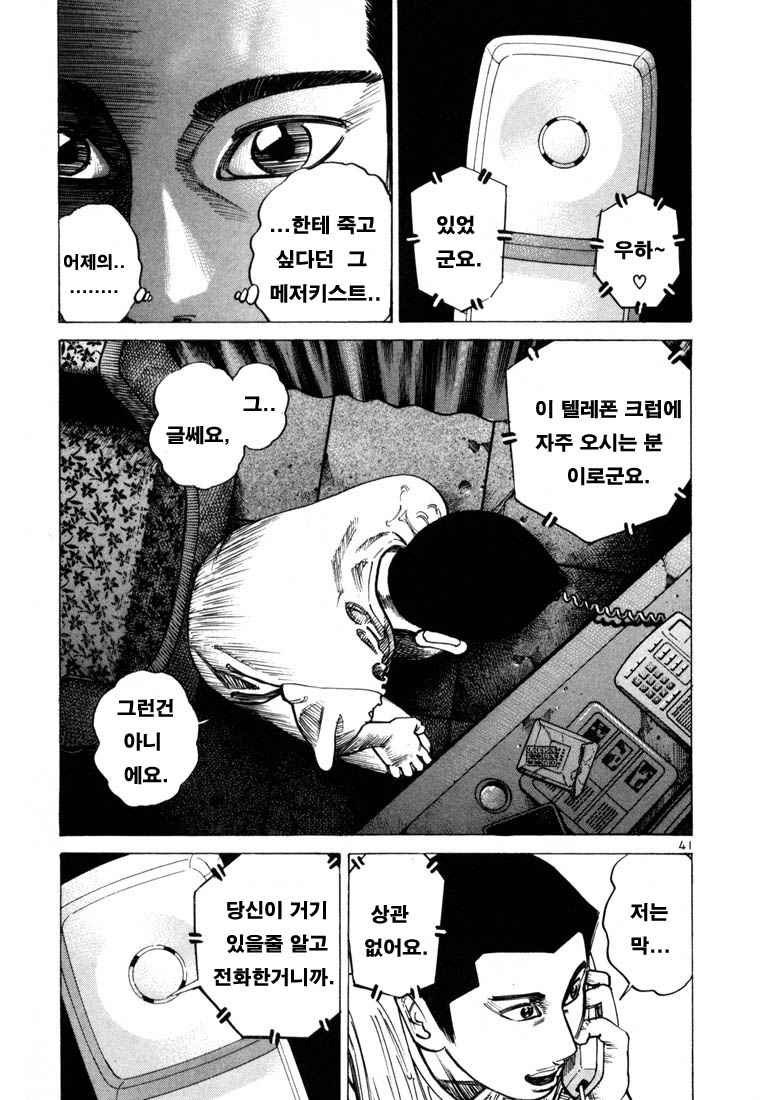 우하~
♡
있었
군요.
...한테 죽고
싶다던 그
메저키스트..
어제의..
........
이 텔레폰 크럽에
자주 오시는 분
이로군요.
그..
글쎄요,
그런건
아니
에요.
41
저는
막...
상관
없어요.
당신이 거기
있을줄 알고
전화한거니까.